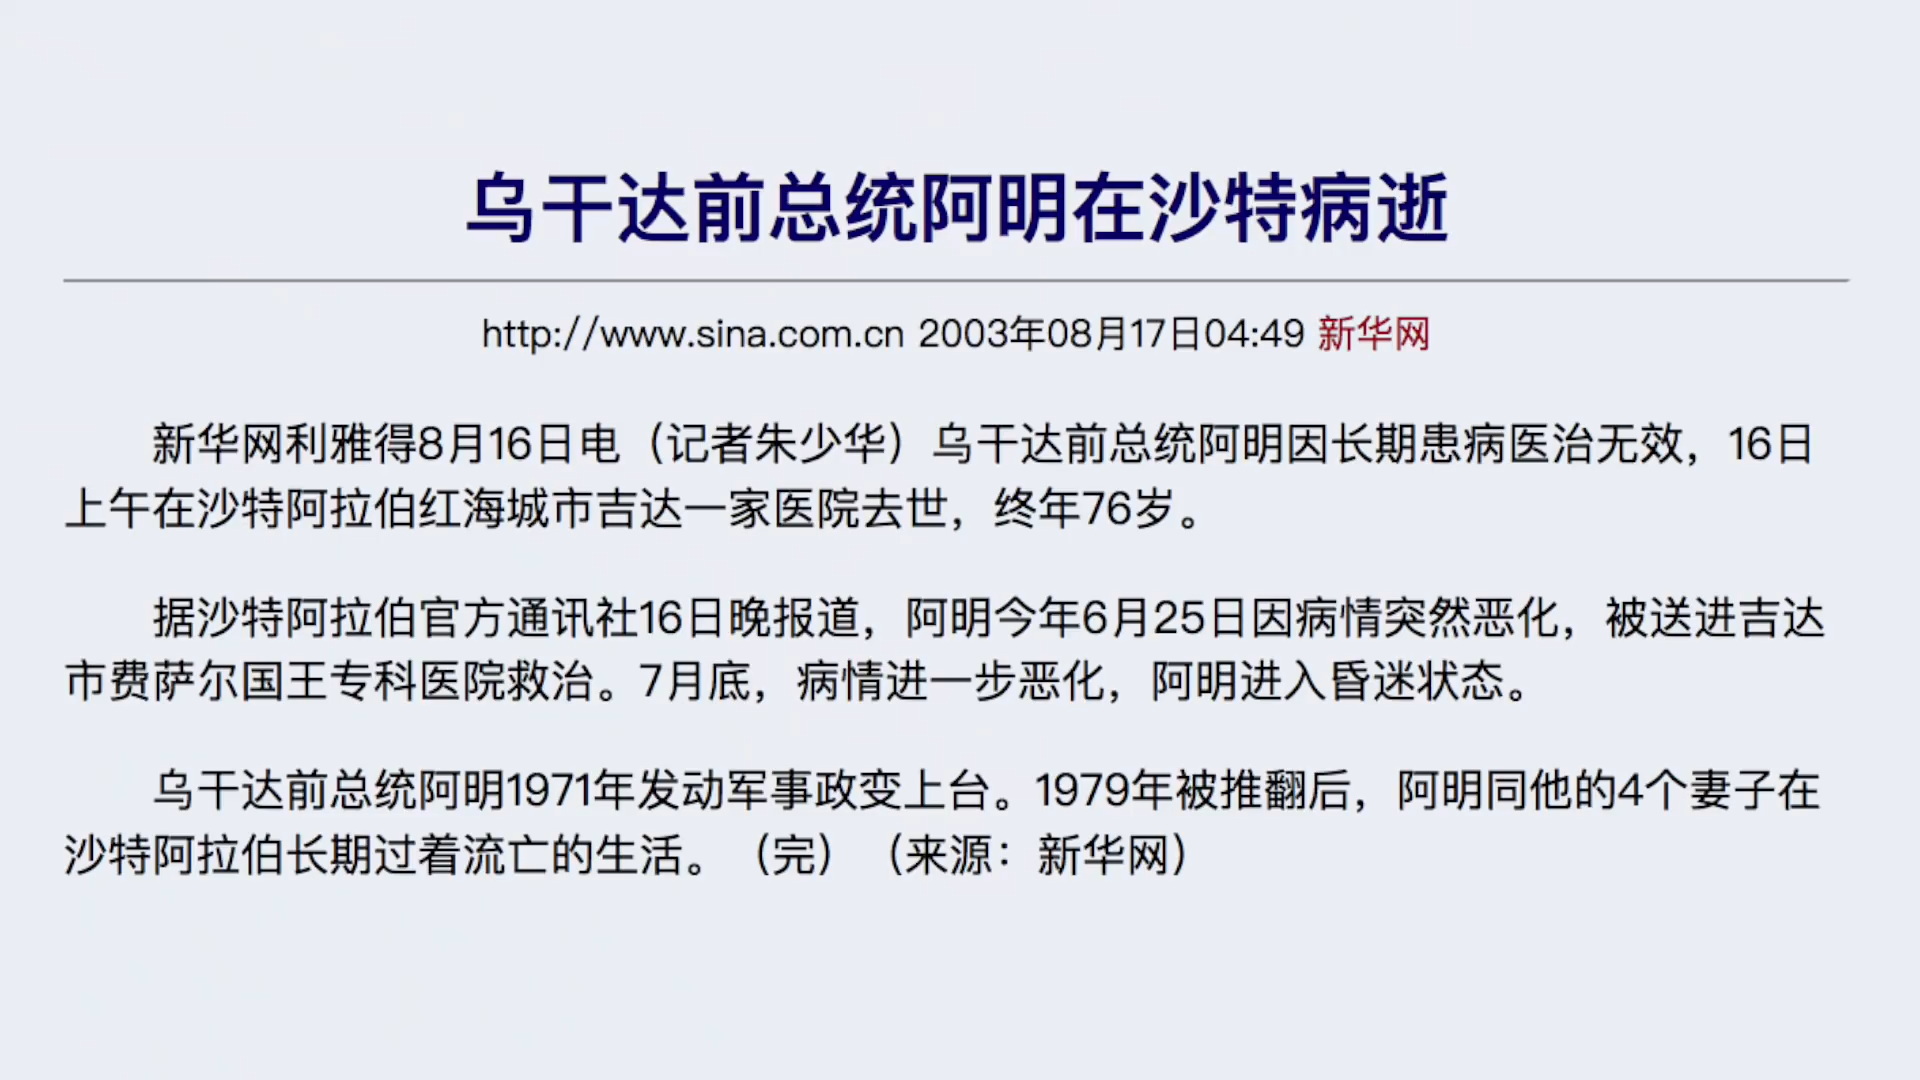 乌干达前总统阿明在沙特病逝
http://www.sina.com.cn 2003年08月17日04:49 新华网
新华网利雅得8月16日电（记者朱少华）乌干达前总统阿明因长期患病医治无效，16日
上午在沙特阿拉伯红海城市吉达一家医院去世，终年76岁。
据沙特阿拉伯官方通讯社16日晚报道，阿明今年6月25日因病情突然恶化，被送进吉达
市费萨尔国王专科医院救治。7月底，病情进一步恶化，阿明进入昏迷状态。
乌干达前总统阿明1971年发动军事政变上台。1979年被推翻后，阿明同他的4个妻子在
沙特阿拉伯长期过着流亡的生活。（完）（来源：新华网）